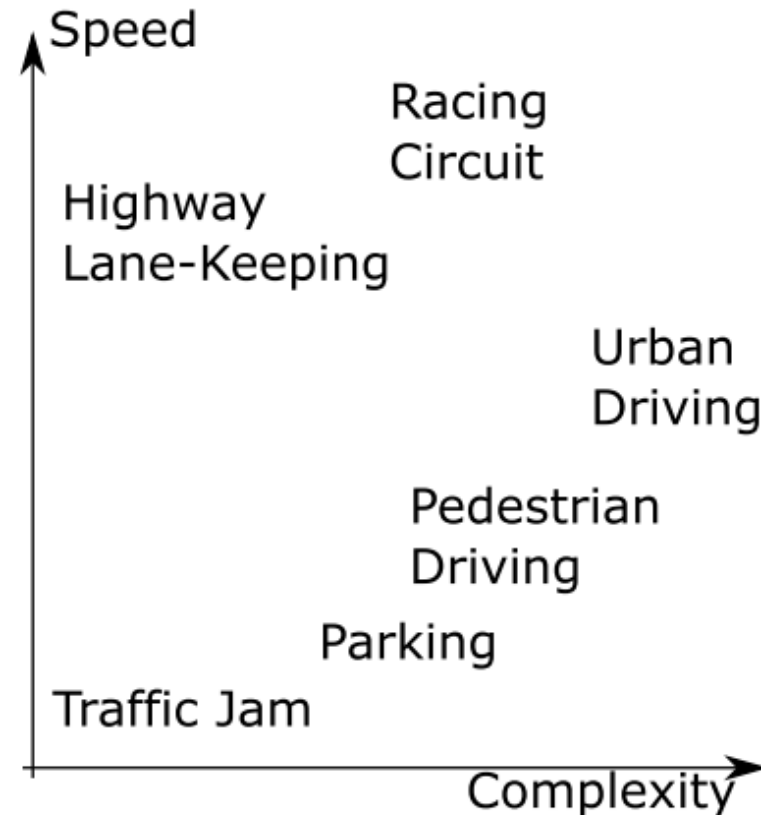 Speed
Racing
Circuit
Highway
Lane-Keeping
Urban
Driving
Pedestrian
Driving
Parking
Traffic Jam
Complexity